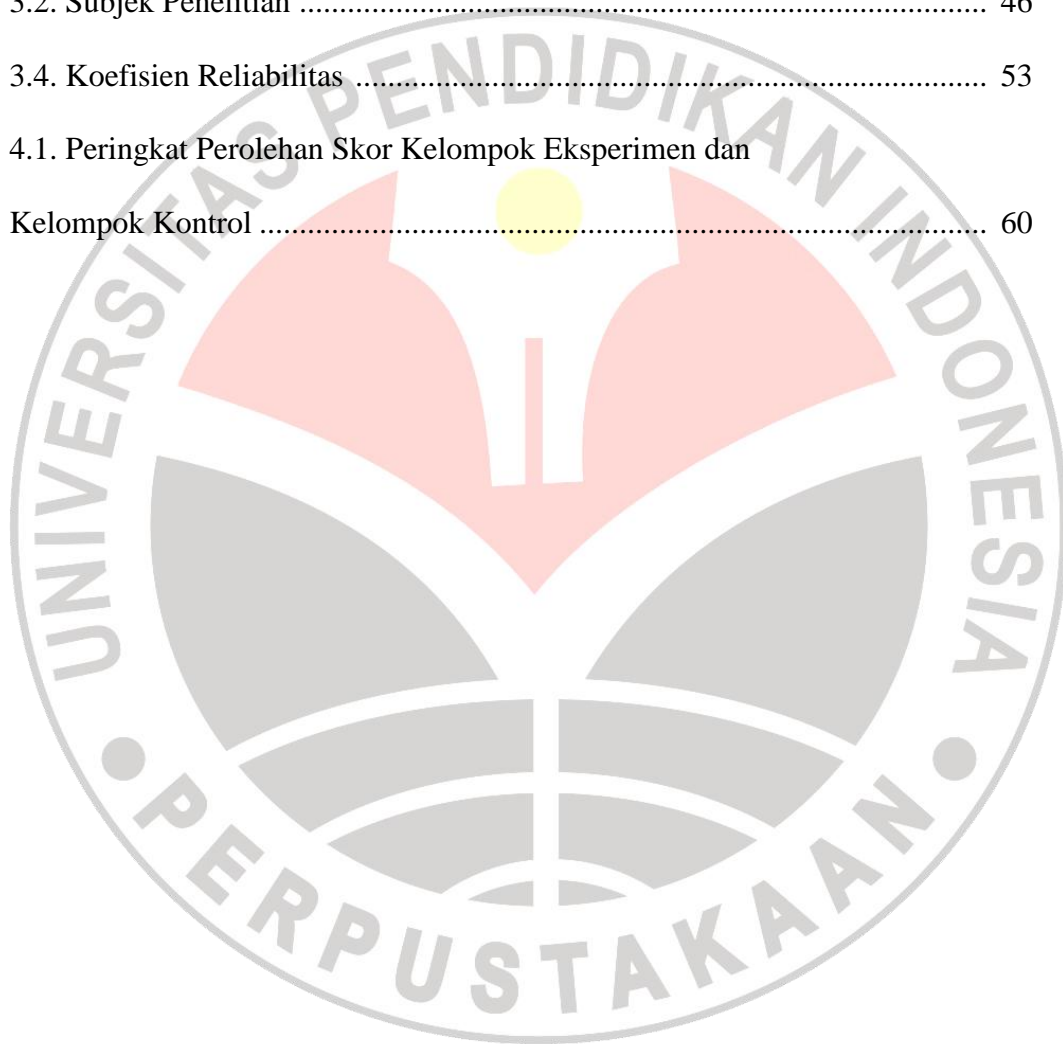 3.2. Subjek Penelitian .......................................................................... 46
3.4. Koefisien Reliabilitas .................................................................... 53
4.1. Peringkat Perolehan Skor Kelompok Eksperimen dan
Kelompok Kontrol .............................................................................. 60
UNIVERSITAS PENDIDIKAN INDONESIA
PERPUSTAKAAN